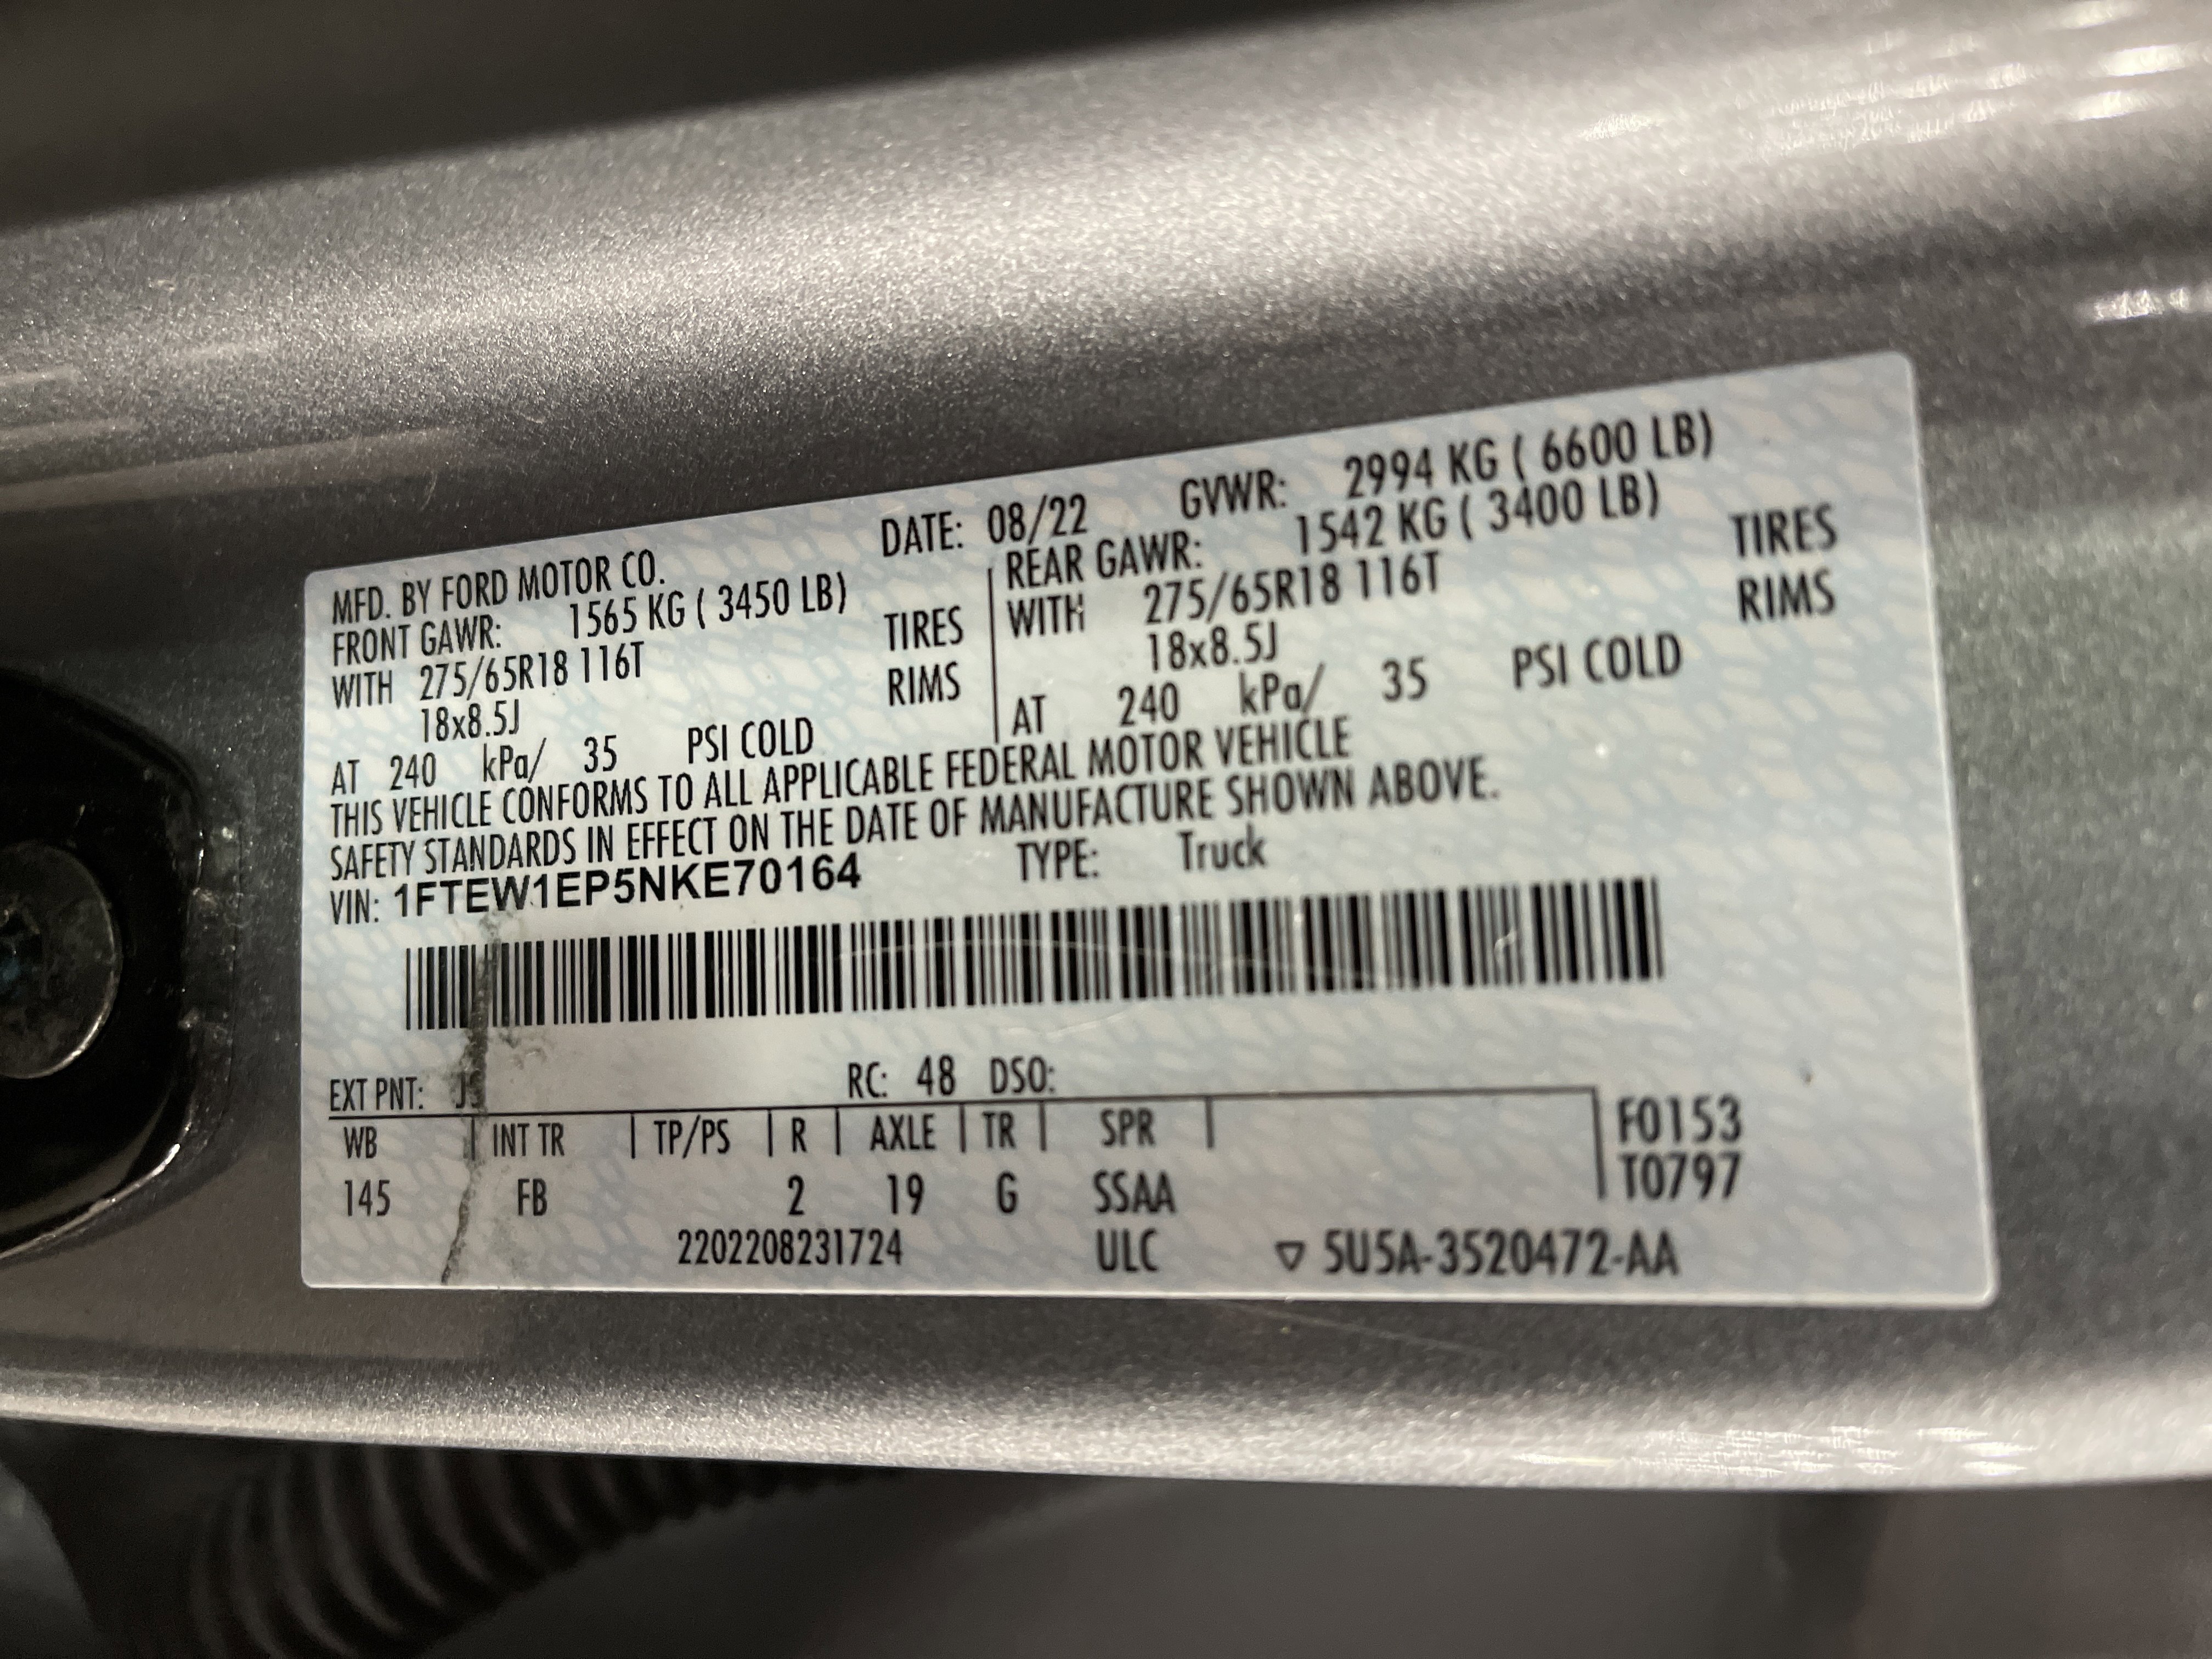 MFD. BY FORD MOTOR CO. DATE: 08/22 GVWR: 2994 KG ( 6600 LB)
FRONT GAWR: 1565 KG ( 3450 LB) REAR GAWR: 1542 KG ( 3400 LB)
WITH 275/65R18 116T TIRES WITH 275/65R18 116T TIRES
18x8.5J RIMS 18x8.5J RIMS
AT 240 kPa/ 35 PSI COLD AT 240 kPa/ 35 PSI COLD
THIS VEHICLE CONFORMS TO ALL APPLICABLE FEDERAL MOTOR VEHICLE
SAFETY STANDARDS IN EFFECT ON THE DATE OF MANUFACTURE SHOWN ABOVE.
VIN: 1FTEW1EP5NKE70164 TYPE: Truck
EXT PNT: RC: 48 DSO:
WB | INT TR | TP/PS | R | AXLE | TR | SPR | F0153
145 FB 2 19 G SSAA T0797
2202208231724 ULC ▽ 5U5A-3520472-AA